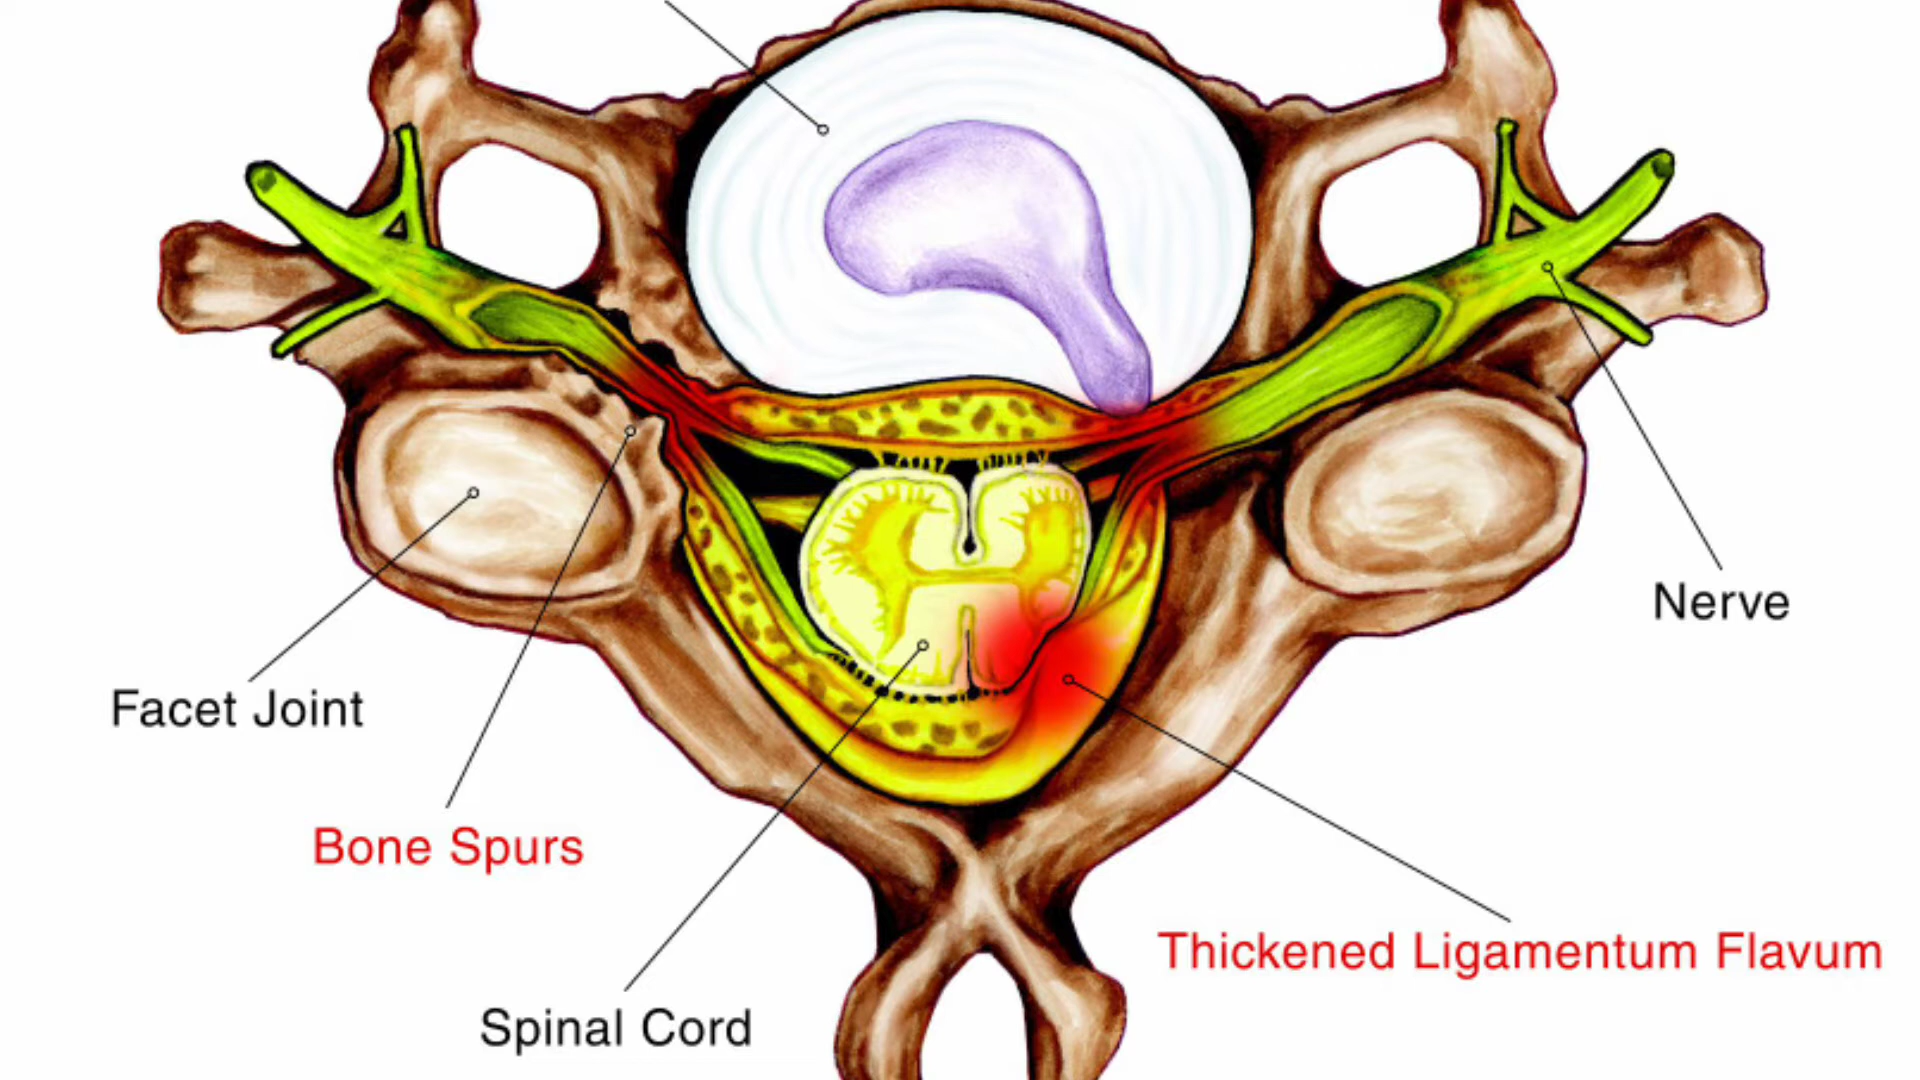 Nerve
Facet Joint
Bone Spurs
Thickened Ligamentum Flavum
Spinal Cord